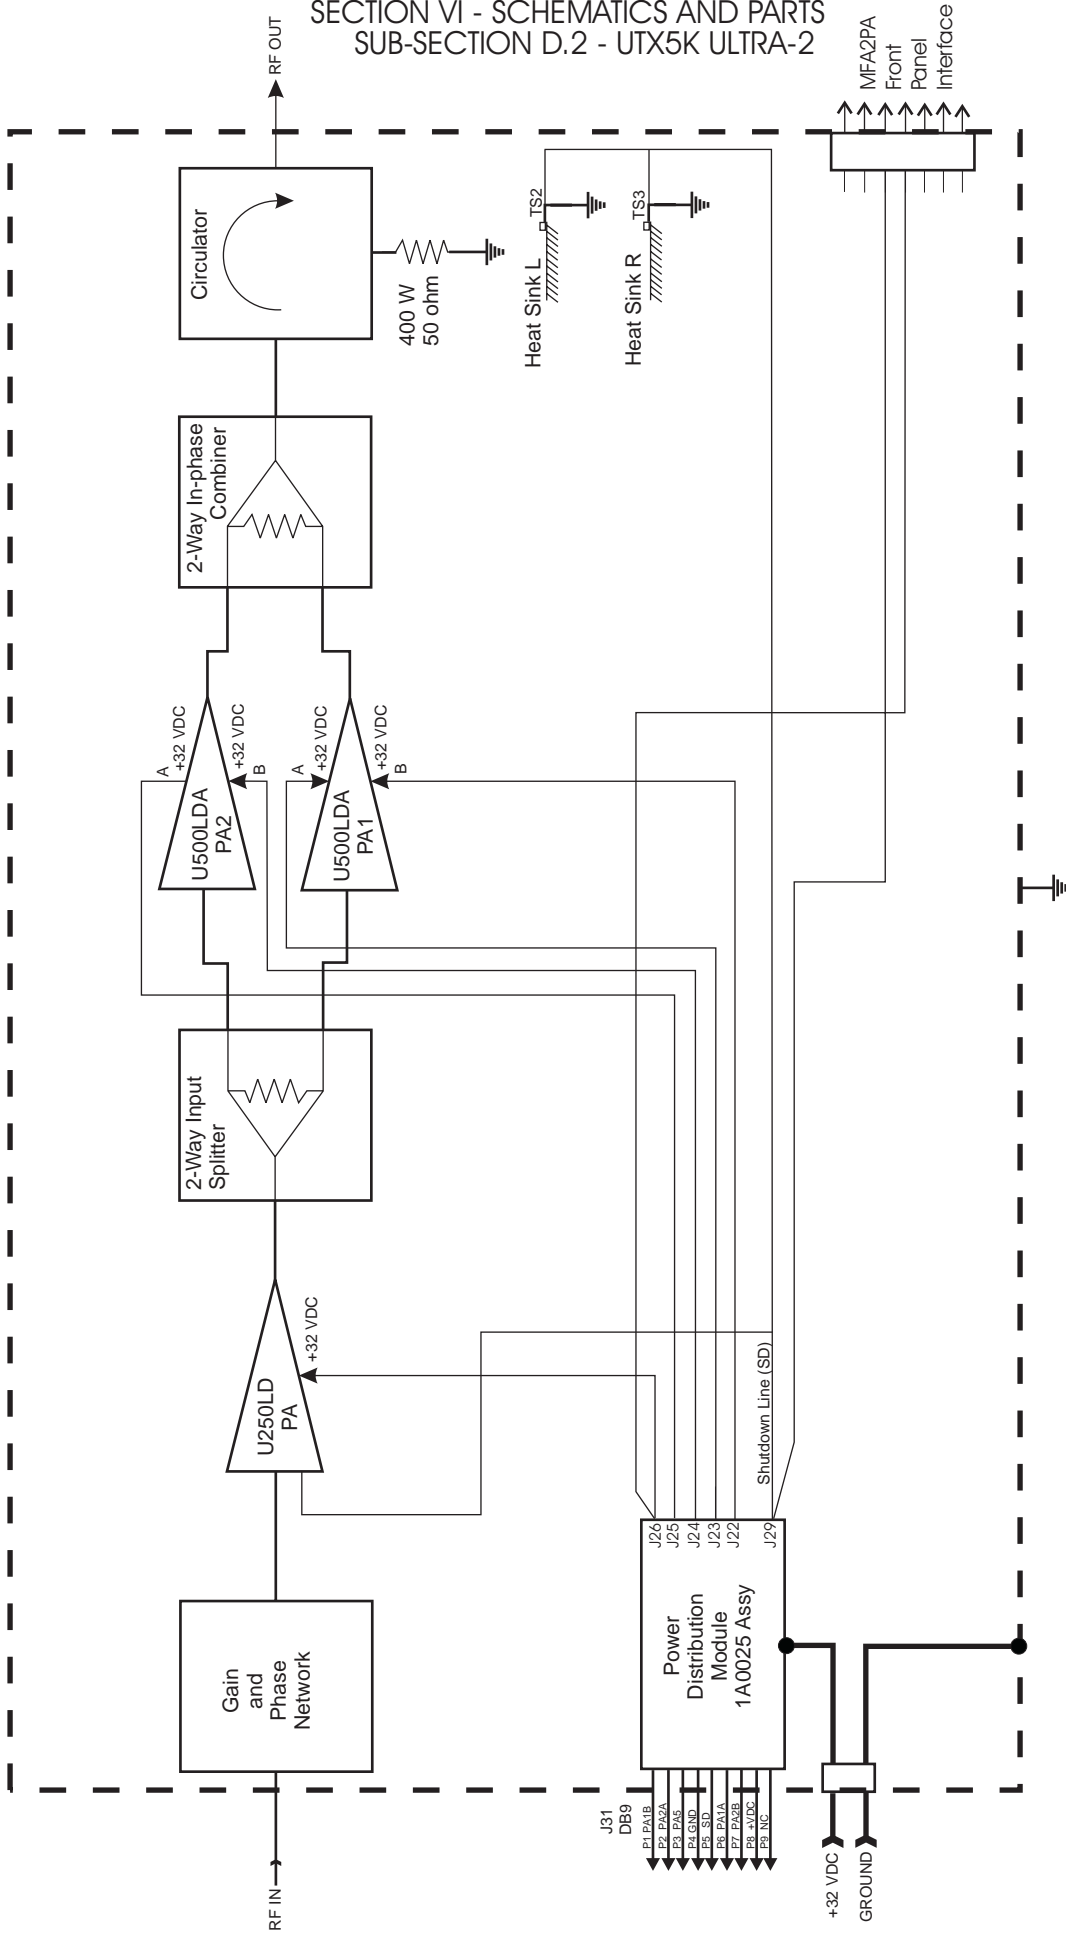 SECTION VI - SCHEMATICS AND PARTS
SUB-SECTION D.2 - UTX5K ULTRA-2
RF IN
Gain
and
Phase
Network
U250LD
PA
+32 VDC
2-Way Input
Splitter
U500LDA
PA2
A
+32 VDC
+32 VDC
B
U500LDA
PA1
A
+32 VDC
+32 VDC
B
2-Way In-phase
Combiner
Circulator
RF OUT
400 W
50 ohm
Heat Sink L
TS2
Heat Sink R
TS3
MFA2PA
Front
Panel
Interface
Shutdown Line (SD)
J26
J25
J24
J23
J22
J29
Power
Distribution
Module
1A0025 Assy
J31
DB9
P1 PA1B
P2 PA2A
P3 PA5
P4 GND
P5 SD
P6 PA1A
P7 PA2B
P8 +VDC
P9 NC
+32 VDC
GROUND